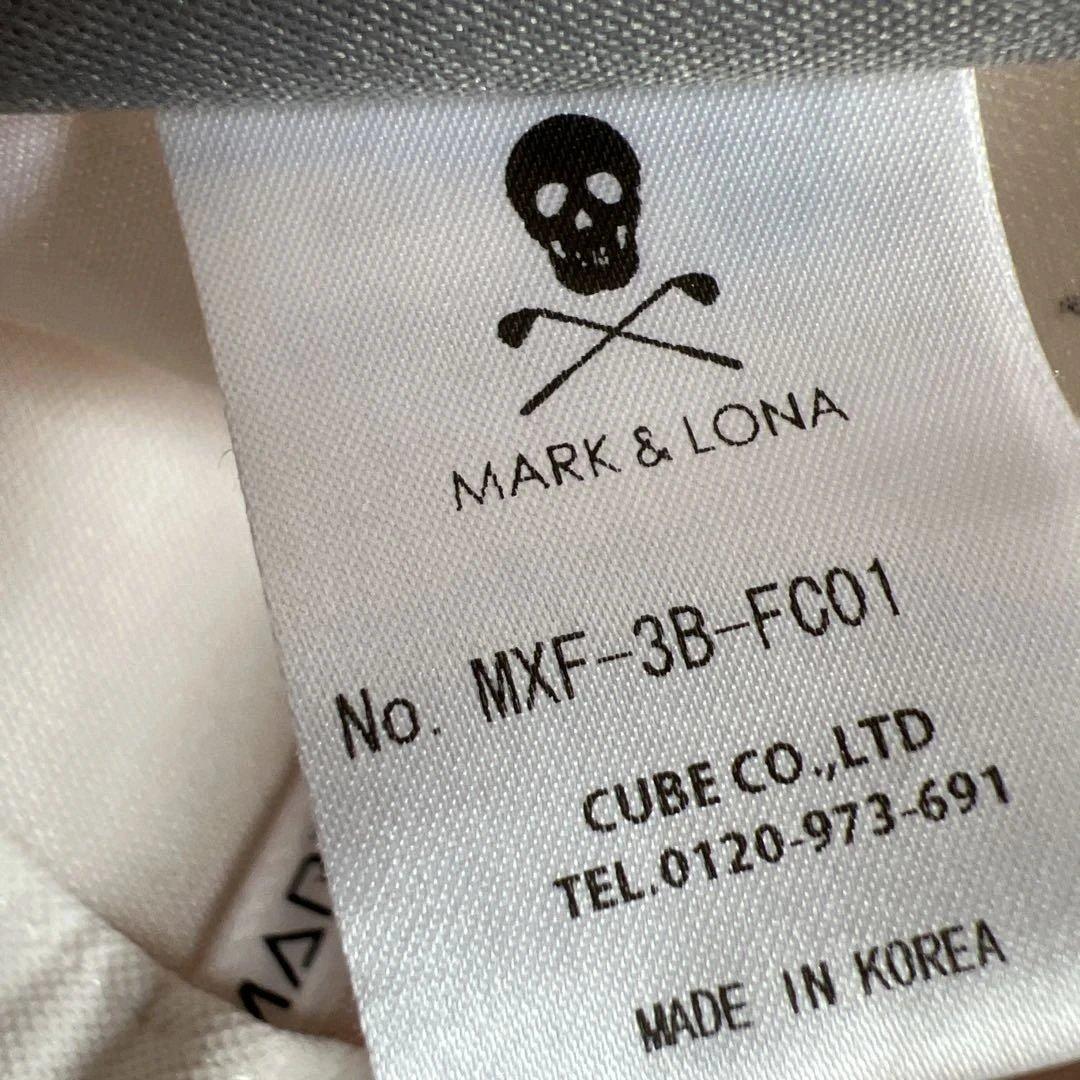 MARK & LONA
No. MXF-3B-FC01
CUBE CO.,LTD
TEL.0120-973-691
MADE IN KOREA